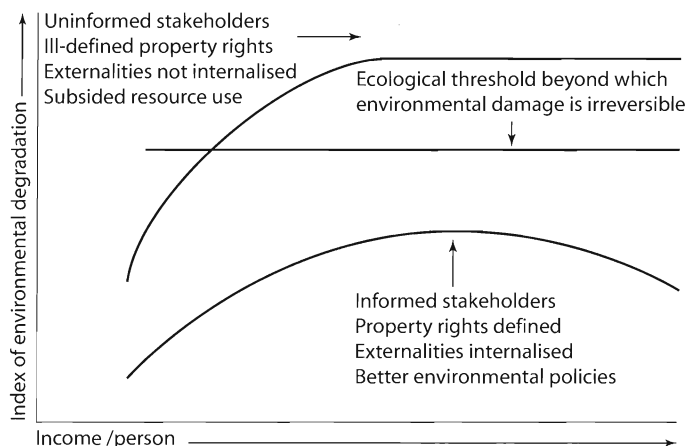 Uninformed stakeholders
Ill-defined property rights
Externalities not internalised
Subsided resource use
Ecological threshold beyond which
environmental damage is irreversible
Informed stakeholders
Property rights defined
Externalities internalised
Better environmental policies
Index of environmental degradation
Income /person